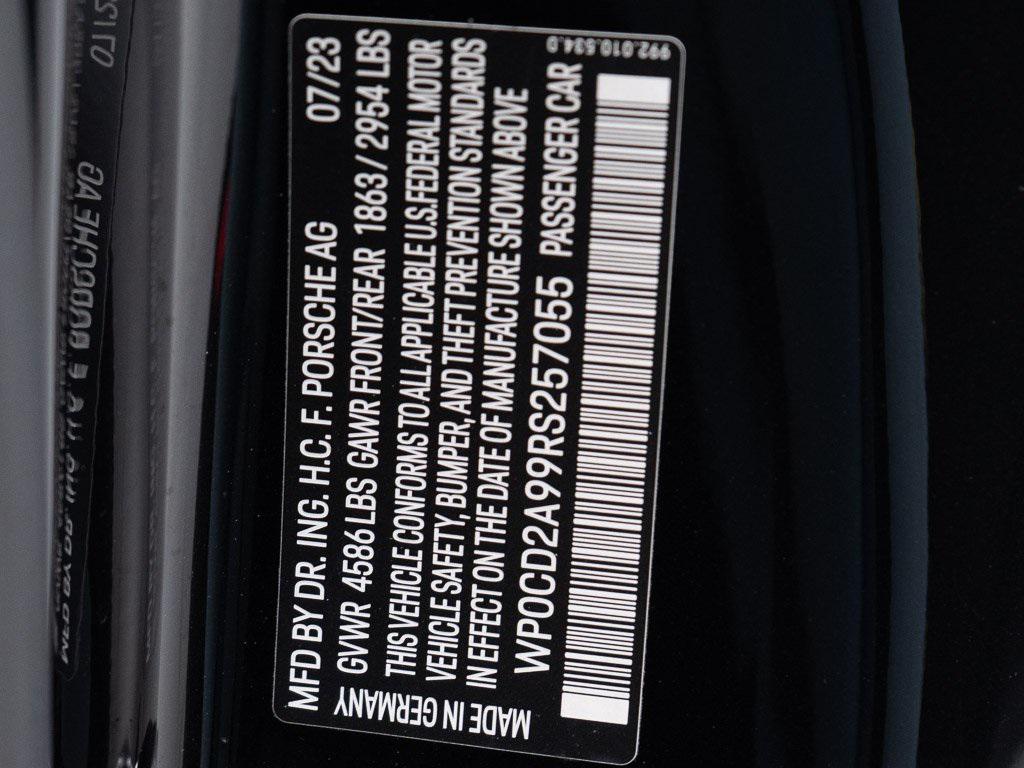 MFD BY DR. ING. H.C. F. PORSCHE AG 07/23
GVWR 4586 LBS GAWR FRONT/REAR 1863 / 2954 LBS
THIS VEHICLE CONFORMS TO ALL APPLICABLE U.S. FEDERAL MOTOR
VEHICLE SAFETY, BUMPER, AND THEFT PREVENTION STANDARDS
IN EFFECT ON THE DATE OF MANUFACTURE SHOWN ABOVE
WP0CD2A99RS257055 PASSENGER CAR
MADE IN GERMANY
992.010.534.D